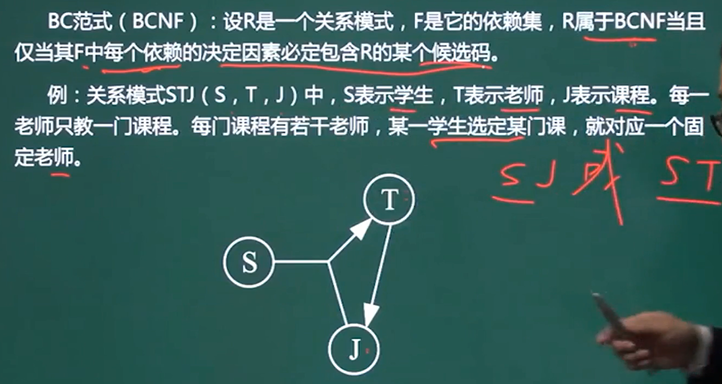 BC范式（BCNF）：设R是一个关系模式，F是它的依赖集，R属于BCNF当且
仅当其F中每个依赖的决定因素必定包含R的某个候选码。
例：关系模式STJ（S，T，J）中，S表示学生，T表示老师，J表示课程。每一
老师只教一门课程。每门课程有若干老师，某一学生选定某门课，就对应一个固
定老师。
SJ 或 ST
T
S
J